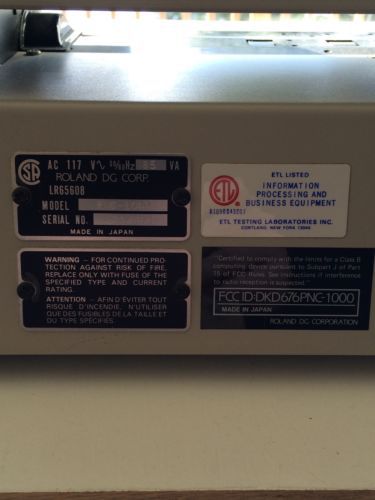 AC 117 V 50/60Hz 85 VA
ROLAND DG CORP.
LR65608
MODEL
SERIAL NO.
MADE IN JAPAN
ETL LISTED
ETL
INFORMATION
PROCESSING AND
BUSINESS EQUIPMENT
ETL TESTING LABORATORIES INC.
CORTLAND, NEW YORK, 13045
WARNING – FOR CONTINUED PRO-
TECTION AGAINST RISK OF FIRE,
REPLACE ONLY WITH FUSE OF THE
SPECIFIED TYPE AND CURRENT
RATING.
ATTENTION – AFIN D'ÉVITER TOUT
RISQUE D'INCENDIE, N'UTILISER
QUE DES FUSIBLES DE LA TAILLE ET
DU TYPE SPÉCIFIÉS.
"Certified to comply with the limits for a Class B
computing device pursuant to Subpart J of Part
15 of FCC Rules. See instructions if interference
to radio reception is suspected."
FCC ID:DKD676PNC-1000
MADE IN JAPAN
ROLAND DG CORPORATION